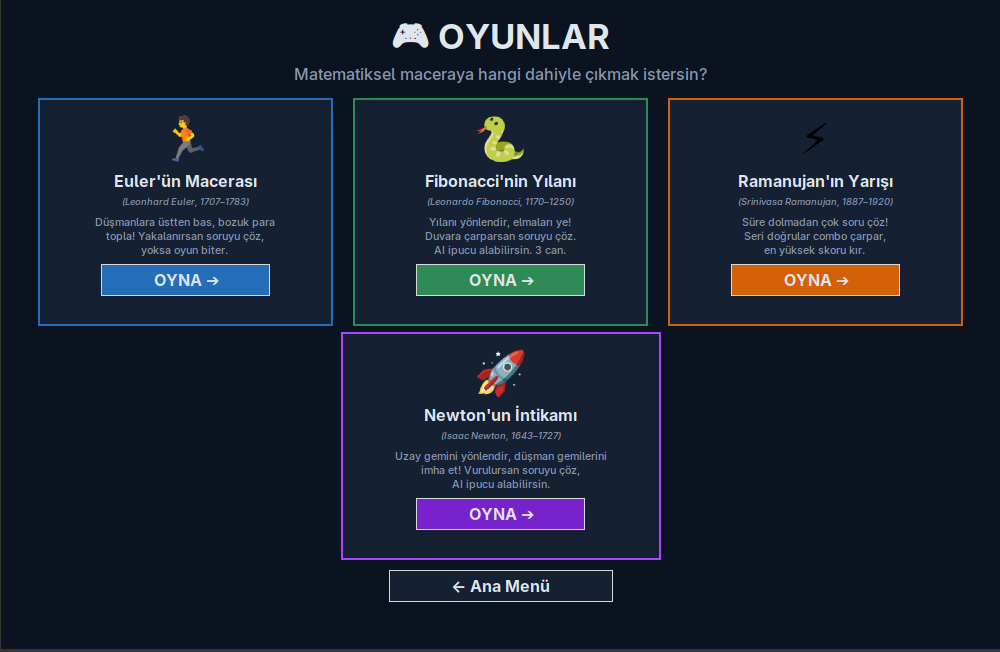 🎮 OYUNLAR
Matematiksel maceraya hangi dahiyle çıkmak istersin?
Euler'ün Macerası
(Leonhard Euler, 1707–1783)
Düşmanlara üstten bas, bozuk para
topla! Yakalanırsan soruyu çöz,
yoksa oyun biter.
OYNA →
Fibonacci'nin Yılanı
(Leonardo Fibonacci, 1170–1250)
Yılanı yönlendir, elmaları ye!
Duvara çarparsan soruyu çöz.
AI ipucu alabilirsin. 3 can.
OYNA →
Ramanujan'ın Yarışı
(Srinivasa Ramanujan, 1887–1920)
Süre dolmadan çok soru çöz!
Seri doğrular combo çarpar,
en yüksek skoru kır.
OYNA →
Newton'un İntikamı
(Isaac Newton, 1643–1727)
Uzay gemini yönlendir, düşman gemilerini
imha et! Vurulursan soruyu çöz,
AI ipucu alabilirsin.
OYNA →
← Ana Menü